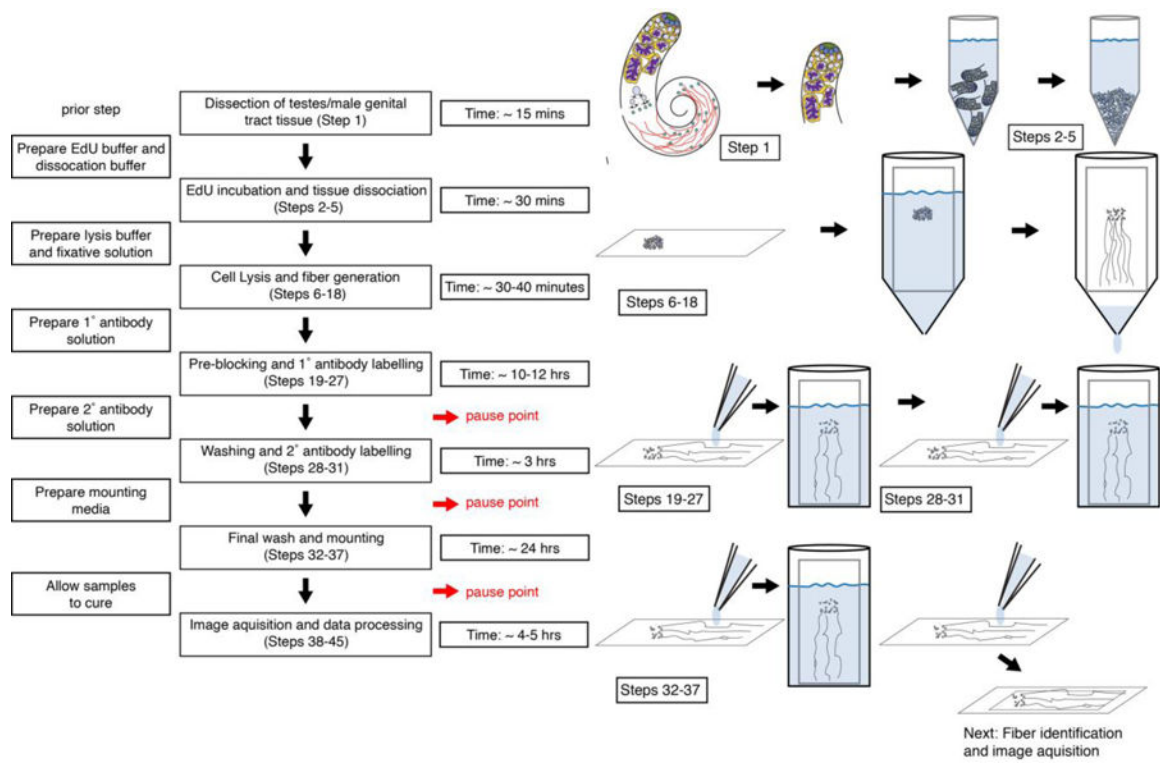 prior step
Dissection of testes/male genital
tract tissue (Step 1)
Time: ~ 15 mins
Prepare EdU buffer and
dissocation buffer
EdU incubation and tissue dissociation
(Steps 2-5)
Time: ~ 30 mins
Prepare lysis buffer
and fixative solution
Cell Lysis and fiber generation
(Steps 6-18)
Time: ~ 30-40 minutes
Prepare 1° antibody
solution
Pre-blocking and 1° antibody labelling
(Steps 19-27)
Time: ~ 10-12 hrs
Prepare 2° antibody
solution
pause point
Washing and 2° antibody labelling
(Steps 28-31)
Time: ~ 3 hrs
Prepare mounting
media
pause point
Final wash and mounting
(Steps 32-37)
Time: ~ 24 hrs
Allow samples
to cure
pause point
Image aquisition and data processing
(Steps 38-45)
Time: ~ 4-5 hrs
Step 1
Steps 2-5
Steps 6-18
Steps 19-27
Steps 28-31
Steps 32-37
Next: Fiber identification
and image aquisition